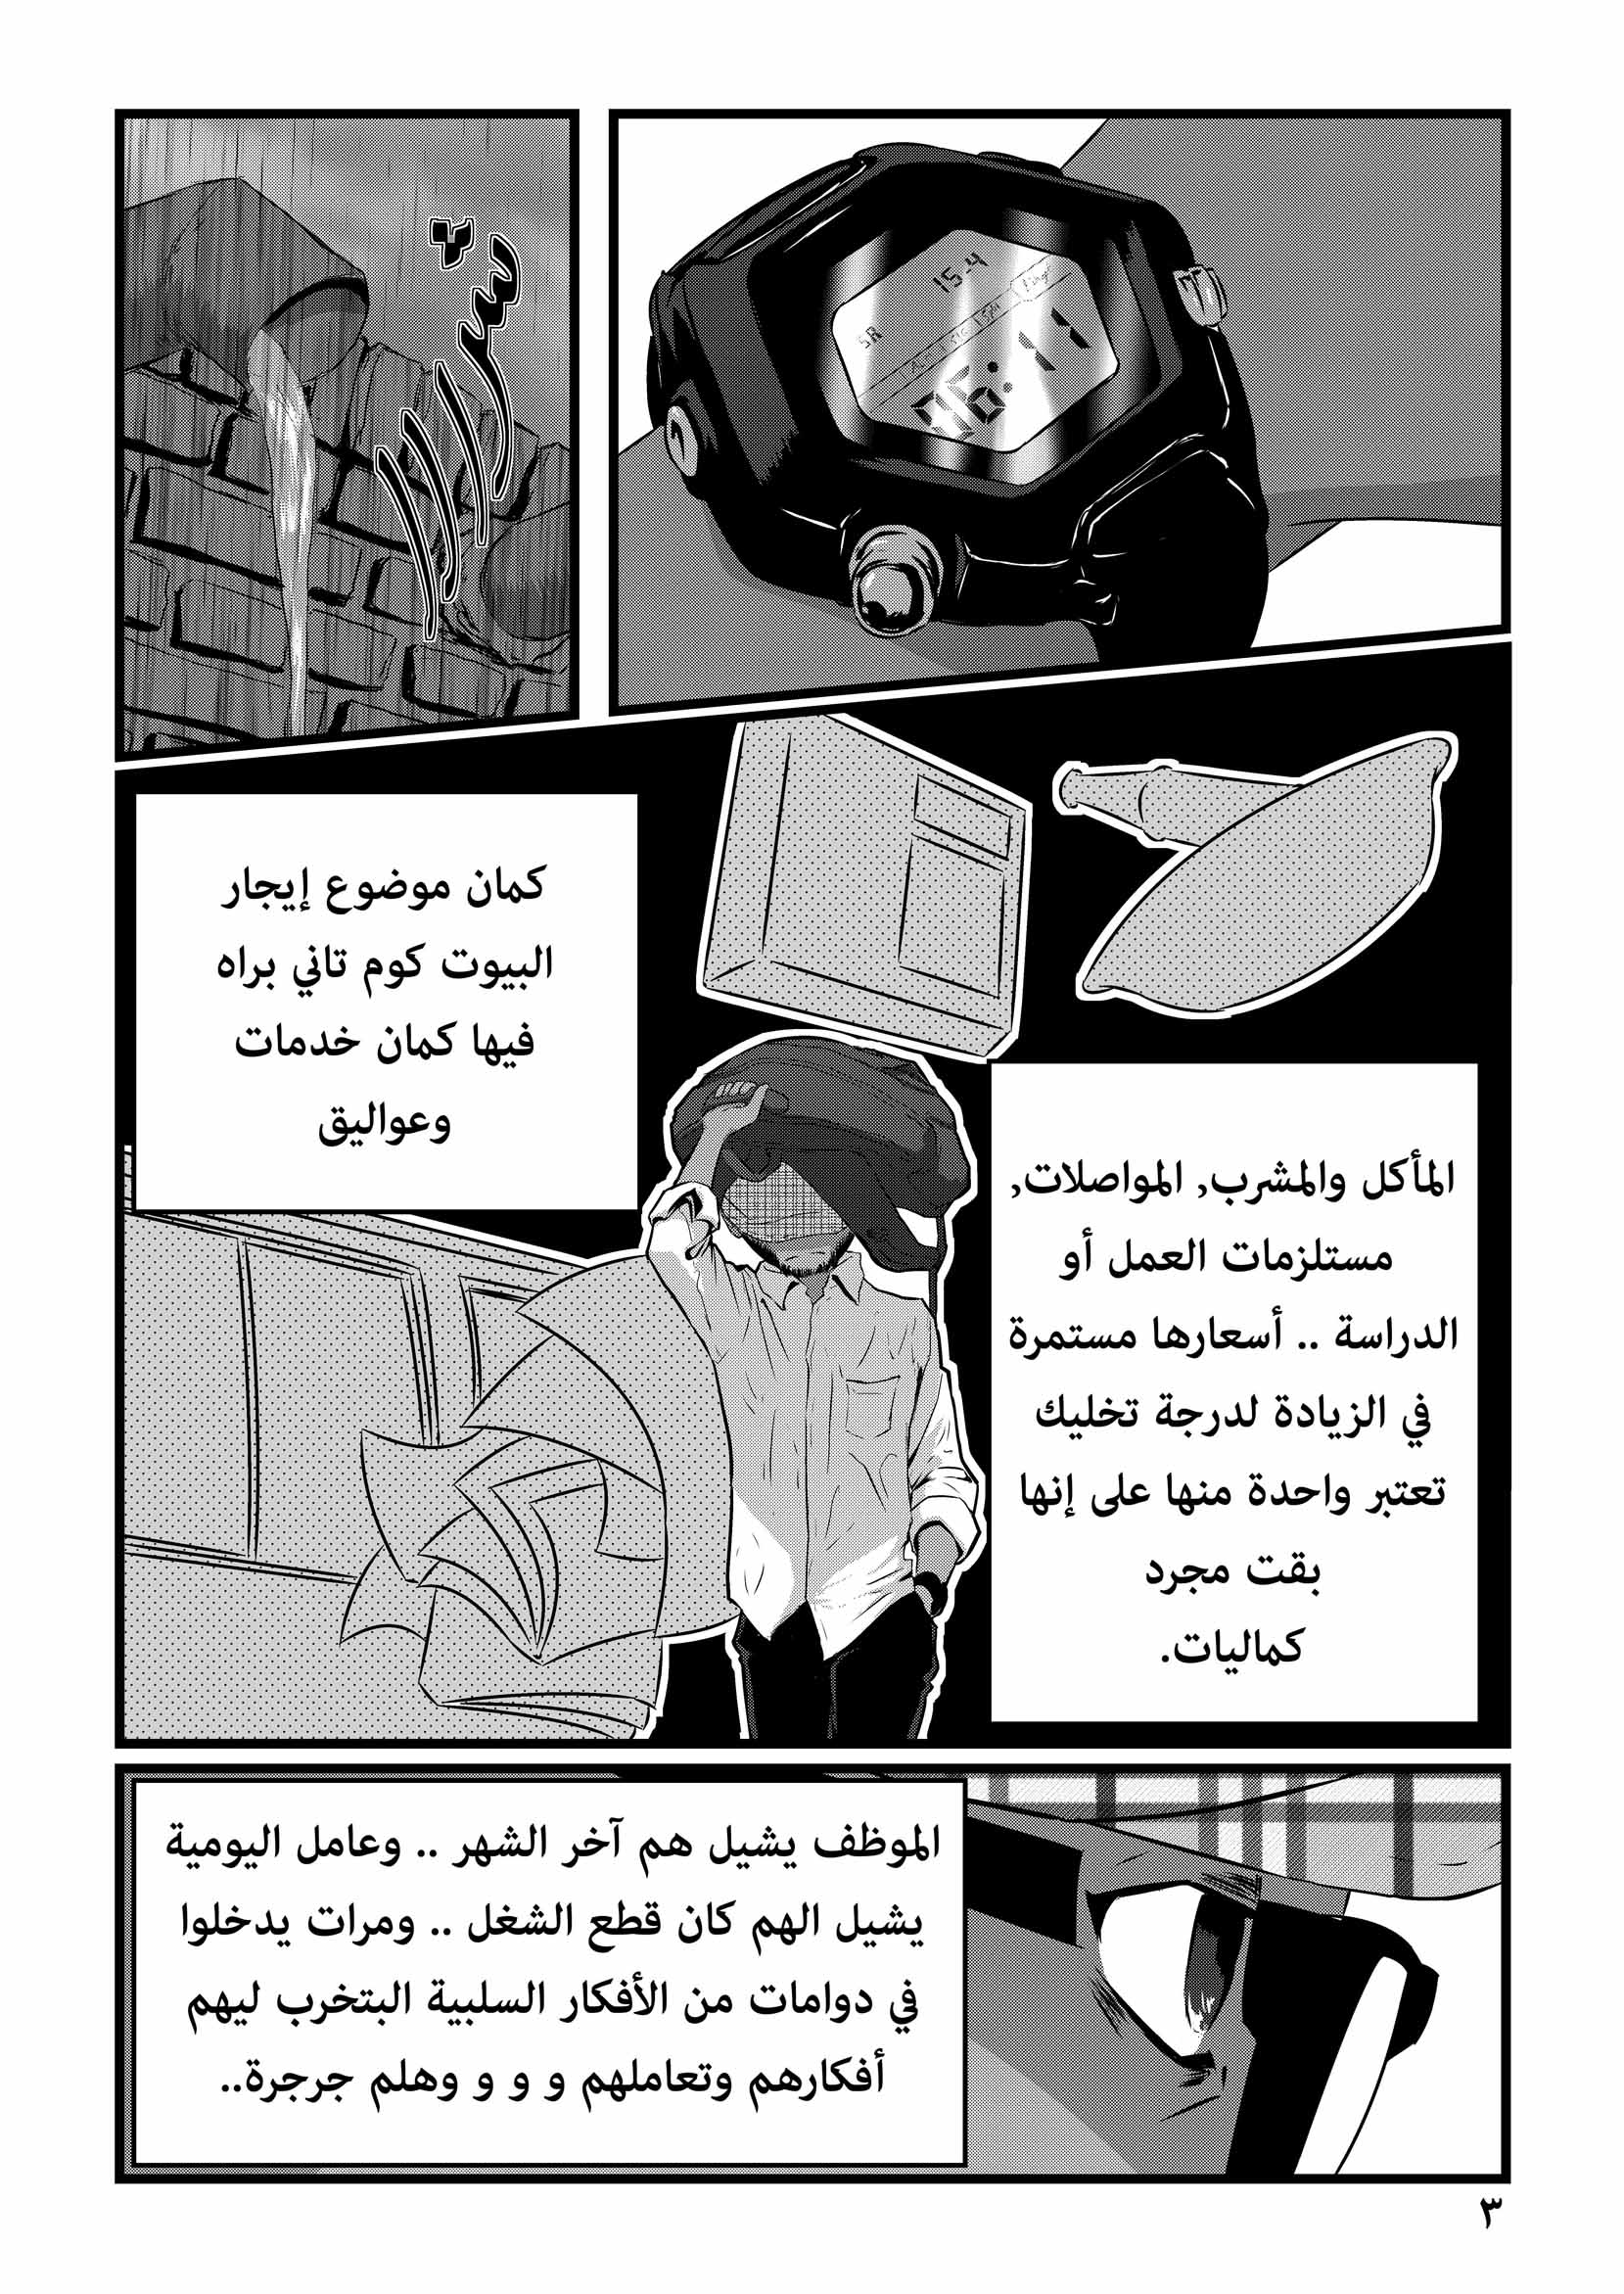 15-4
شرررر
المأكل والمشرب, المواصلات,
مستلزمات العمل أو
الدراسة .. أسعارها مستمرة
في الزيادة لدرجة تخليك
تعتبر واحدة منها على إنها
بقت مجرد
كماليات.
كمان موضوع إيجار
البيوت كوم تاني براه
فيها كمان خدمات
وعواليق
الموظف يشيل هم آخر الشهر .. وعامل اليومية
يشيل الهم كان قطع الشغل .. ومرات يدخلوا
في دوامات من الأفكار السلبية البتخرب ليهم
أفكارهم وتعاملهم و و و وهلم جرجرة..
٣